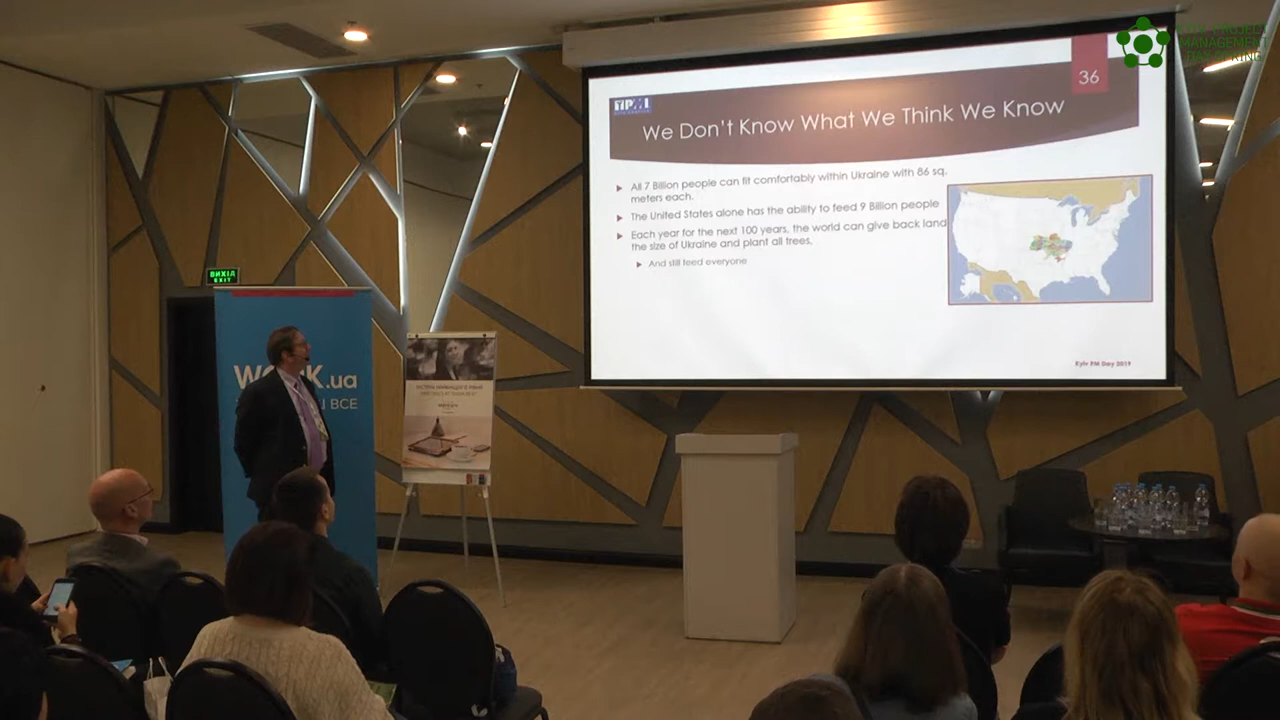 36
We Don't Know What We Think We Know
All 7 Billion people can fit comfortably within Ukraine with 86 sq.
meters each.
The United States alone has the ability to feed 9 Billion people
Each year for the next 100 years, the world can give back land
the size of Ukraine and plant all trees.
And still feed everyone
Kyiv PM Day 2019
ВИХІД
EXIT
.ua
ВСЕ
MANAGEMENT